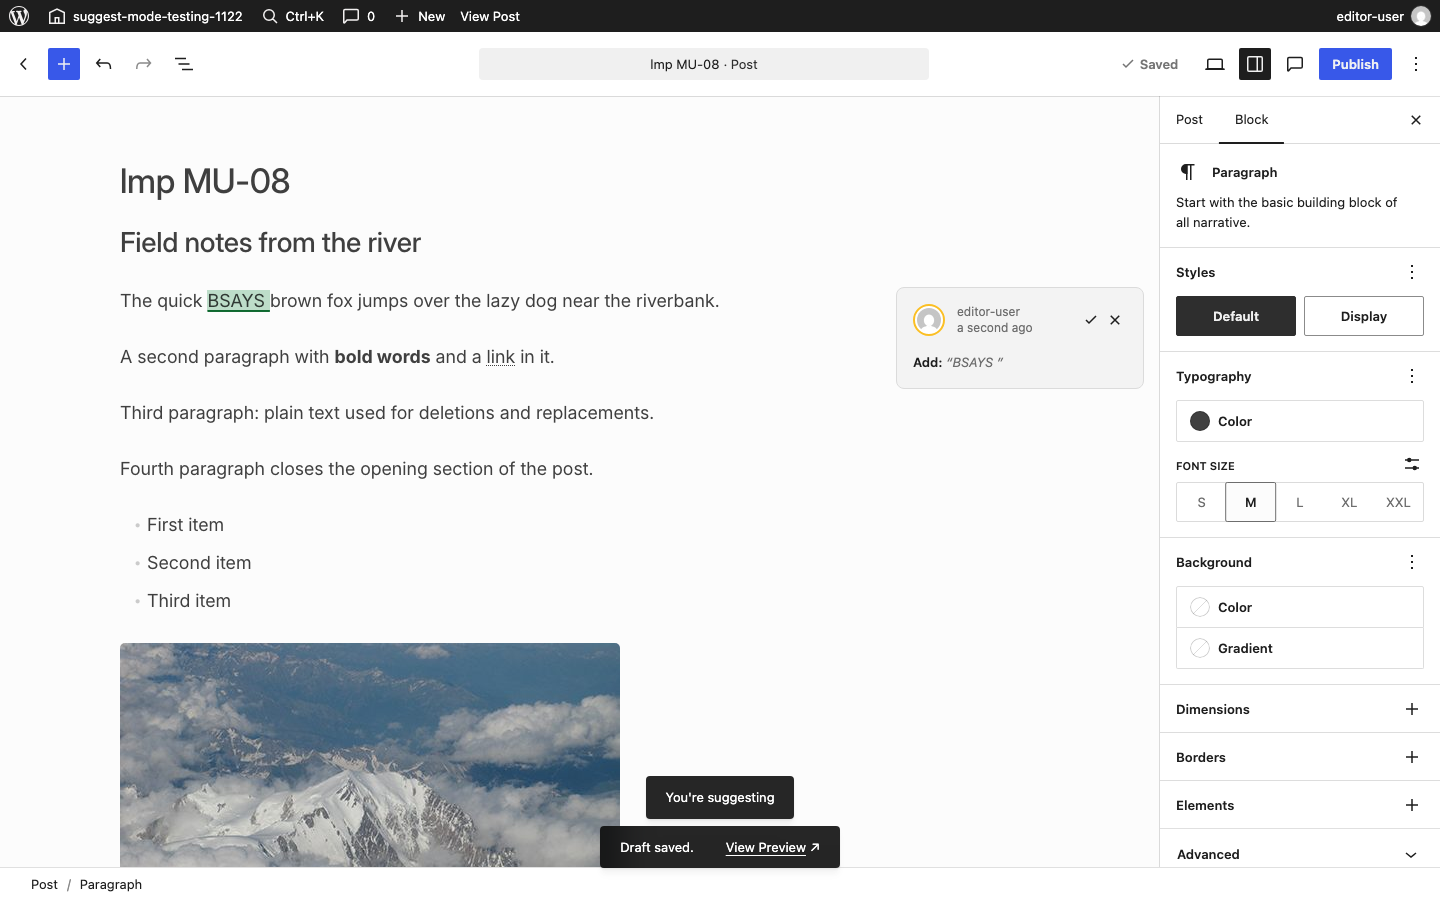 suggest-mode-testing-1122 Ctrl+K 0 New View Post editor-user
Imp MU-08 · Post
Saved
Publish
Imp MU-08
Field notes from the river
The quick BSAYS brown fox jumps over the lazy dog near the riverbank.
A second paragraph with bold words and a link in it.
Third paragraph: plain text used for deletions and replacements.
Fourth paragraph closes the opening section of the post.
First item
Second item
Third item
editor-user
a second ago
Add: “BSAYS ”
Post Block
Paragraph
Start with the basic building block of
all narrative.
Styles
Default Display
Typography
Color
FONT SIZE
S M L XL XXL
Background
Color
Gradient
Dimensions
Borders
Elements
Advanced
You're suggesting
Draft saved. View Preview ↗
Post / Paragraph